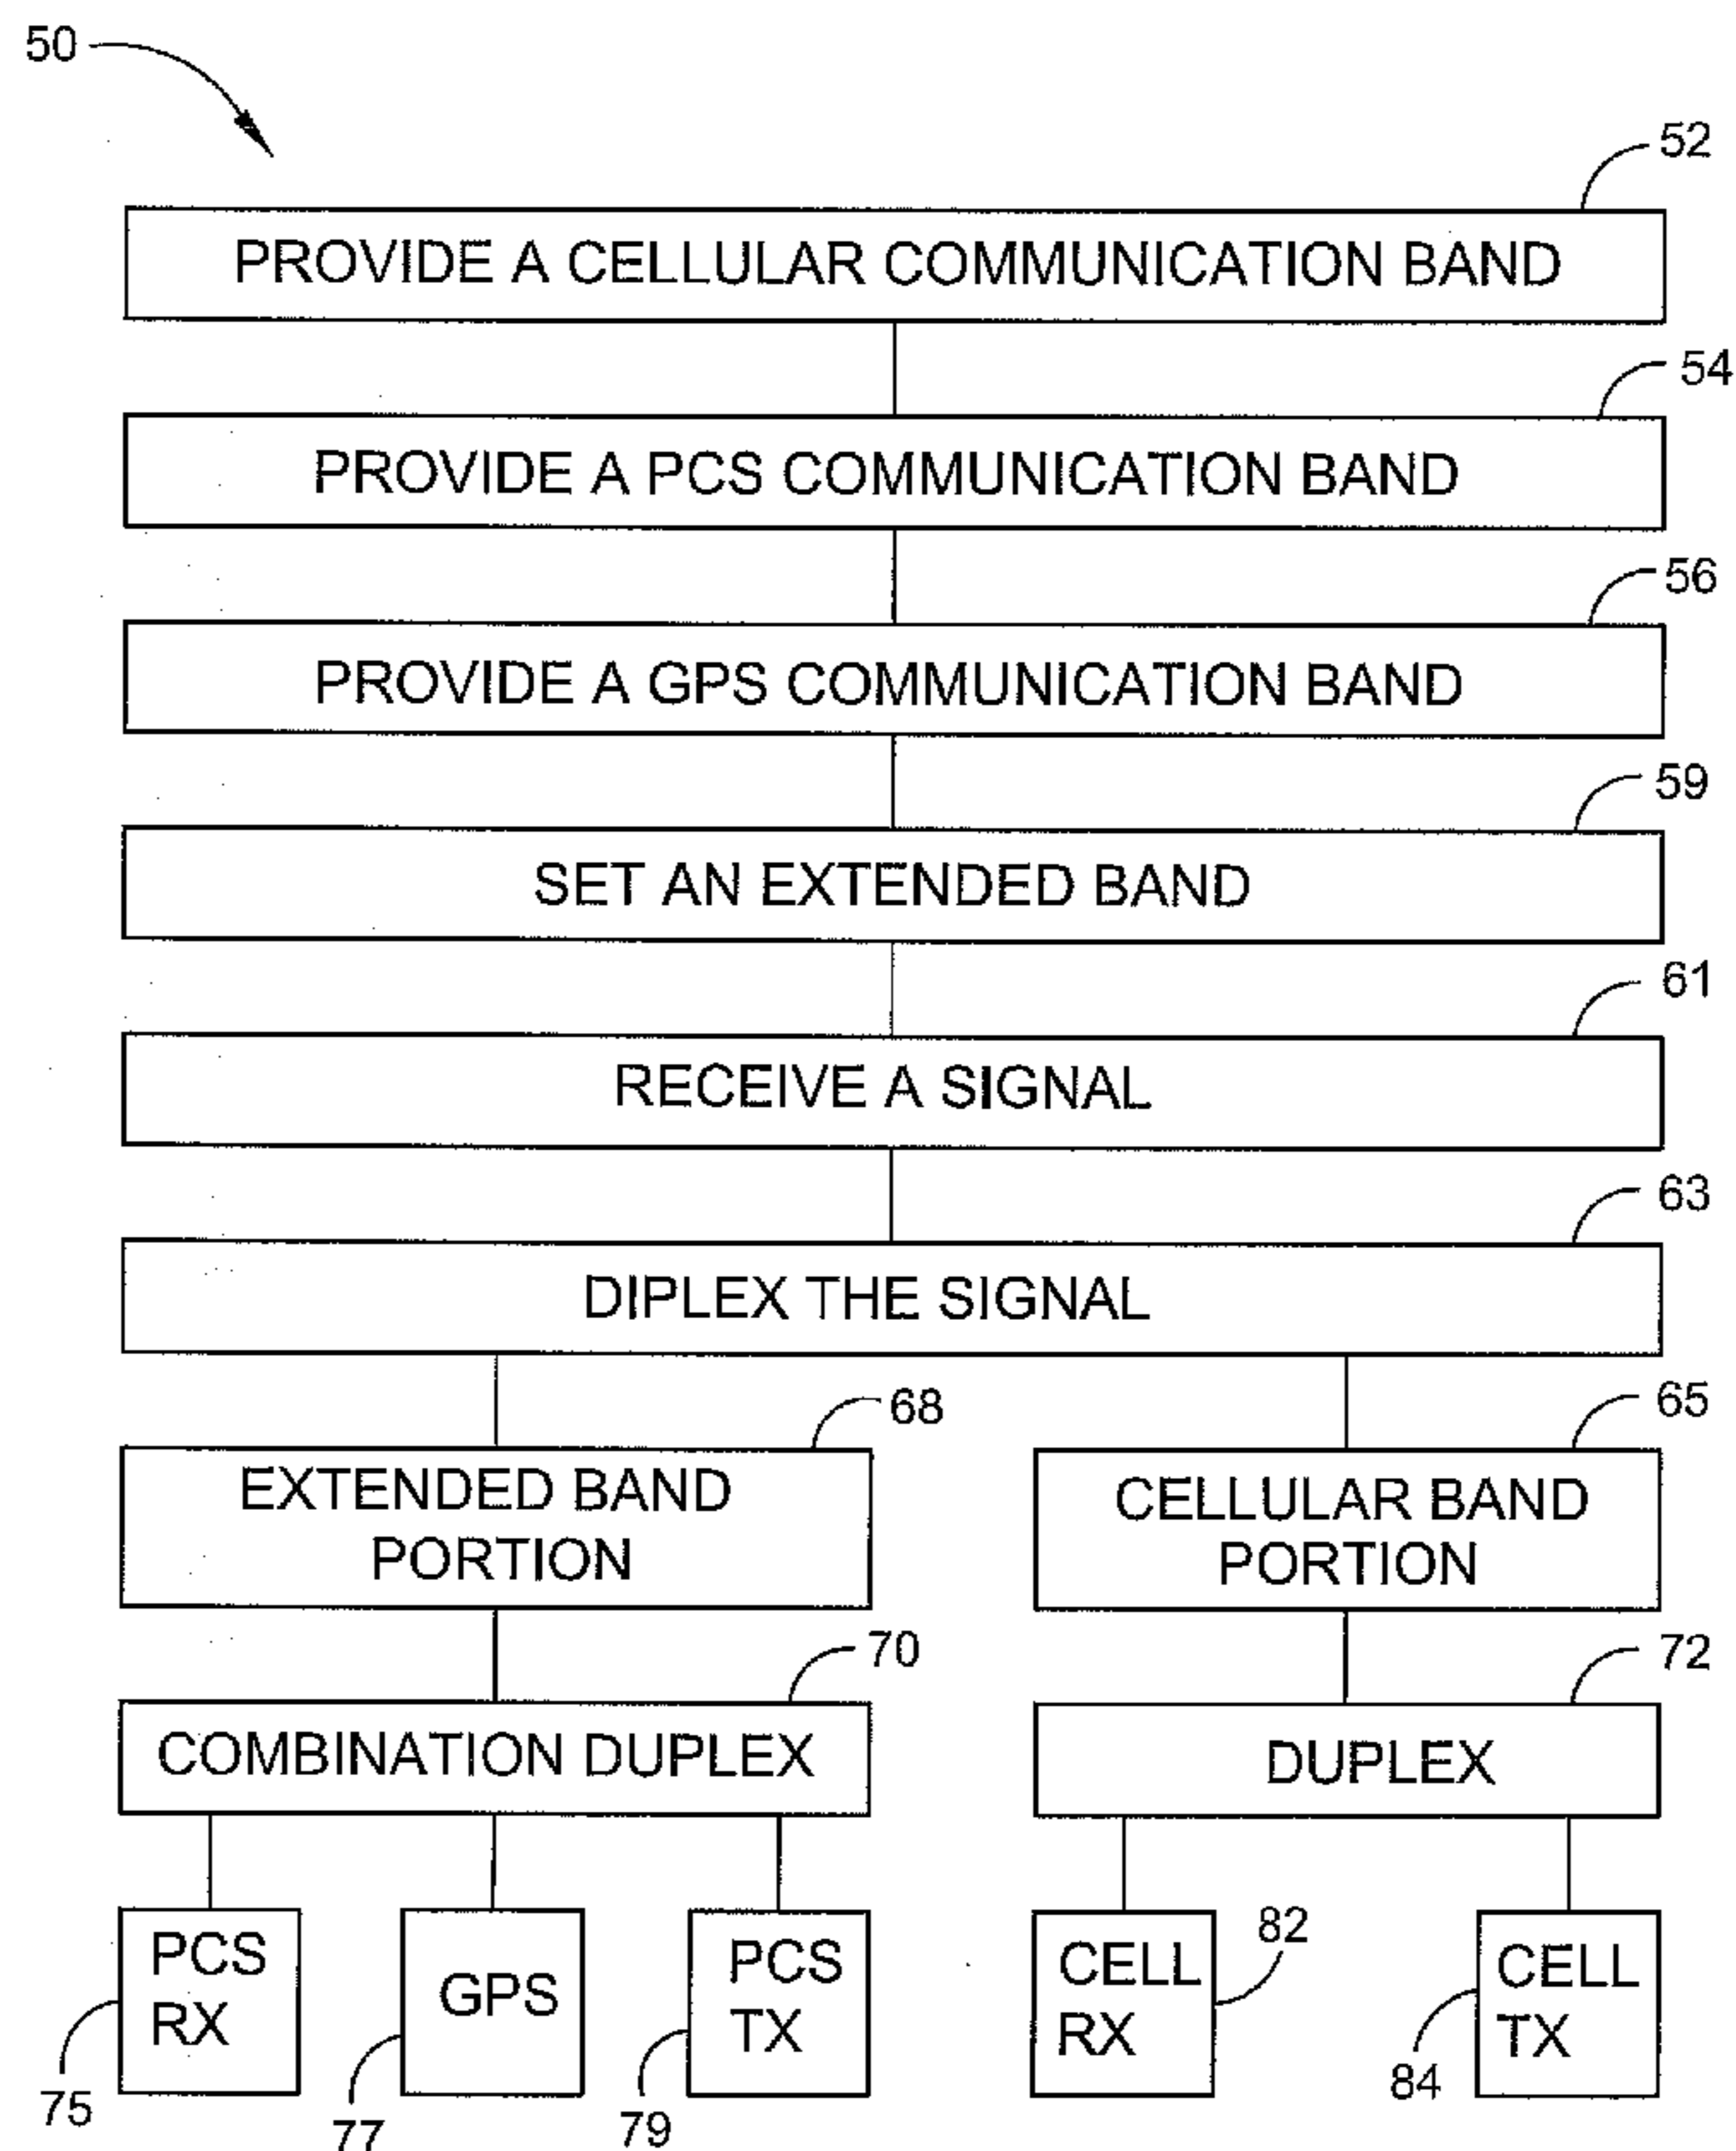 50
52
PROVIDE A CELLULAR COMMUNICATION BAND
54
PROVIDE A PCS COMMUNICATION BAND
56
PROVIDE A GPS COMMUNICATION BAND
59
SET AN EXTENDED BAND
61
RECEIVE A SIGNAL
63
DIPLEX THE SIGNAL
68
EXTENDED BAND
PORTION
65
CELLULAR BAND
PORTION
70
COMBINATION DUPLEX
72
DUPLEX
PCS
RX
75
GPS
77
PCS
TX
79
CELL
RX
82
CELL
TX
84